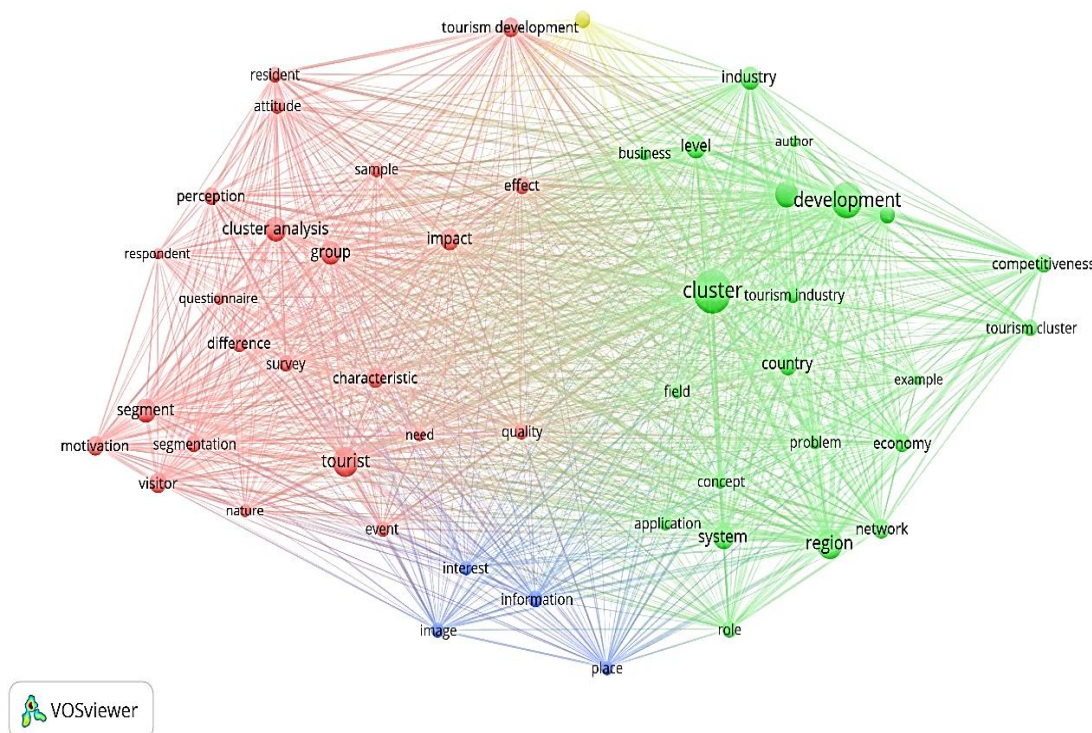 tourism development
industry
resident
attitude
author
level
business
sample
effect
perception
development
cluster analysis
impact
group
respondent
competitiveness
cluster
tourism industry
questionnaire
tourism cluster
difference
survey
country
characteristic
example
field
segment
need
quality
motivation
segmentation
problem
economy
tourist
visitor
concept
nature
event
application
network
system
region
interest
information
image
role
place
VOSviewer